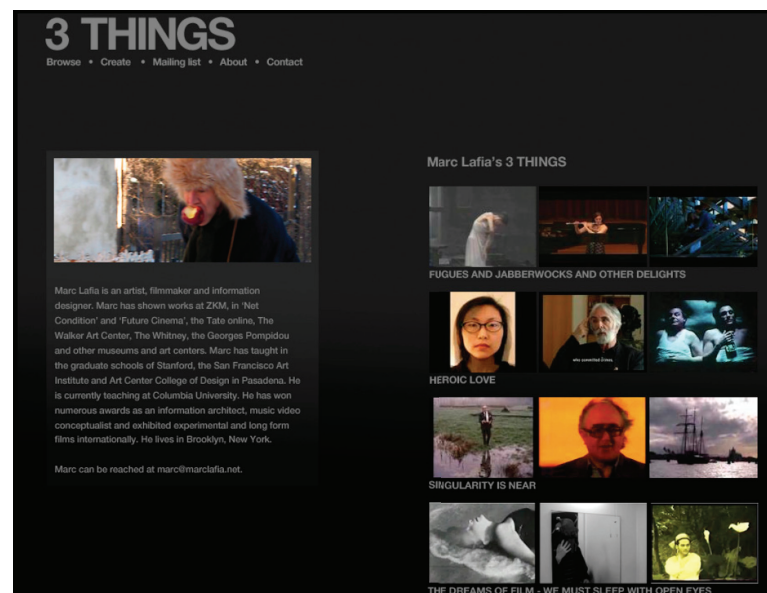 3 THINGS
Browse • Create • Mailing list • About • Contact
Marc Lafia is an artist, filmmaker and information
designer. Marc has shown works at ZKM, in ‘Net
Condition’ and ‘Future Cinema’, the Tate online, The
Walker Art Center, The Whitney, the Georges Pompidou
and other museums and art centers. Marc has taught in
the graduate schools of Stanford, the San Francisco Art
Institute and Art Center College of Design in Pasadena. He
is currently teaching at Columbia University. He has won
numerous awards as an information architect, music video
conceptualist and exhibited experimental and long form
films internationally. He lives in Brooklyn, New York.
Marc can be reached at marc@marclafia.net.
Marc Lafia’s 3 THINGS
FUGUES AND JABBERWOCKS AND OTHER DELIGHTS
who committed crimes,
HEROIC LOVE
SINGULARITY IS NEAR
THE DREAMS OF FILM - WE MUST SLEEP WITH OPEN EYES